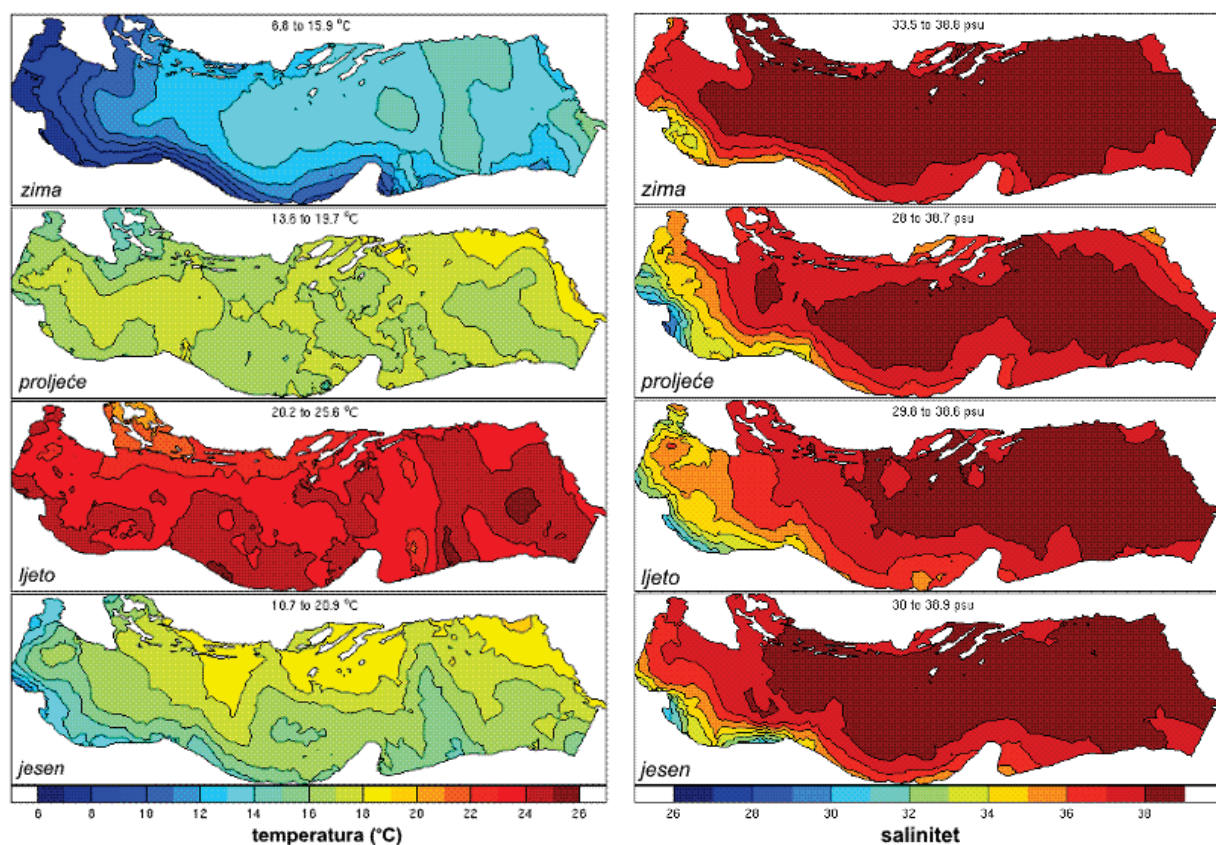 6.8 to 15.9 °C
zima
13.6 to 19.7 °C
proljeće
20.2 to 25.6 °C
ljeto
10.7 to 20.9 °C
jesen
6 8 10 12 14 16 18 20 22 24 26
temperatura (°C)
33.5 to 38.8 psu
zima
28 to 38.7 psu
proljeće
29.8 to 38.6 psu
ljeto
30 to 38.9 psu
jesen
26 28 30 32 34 36 38
salinitet